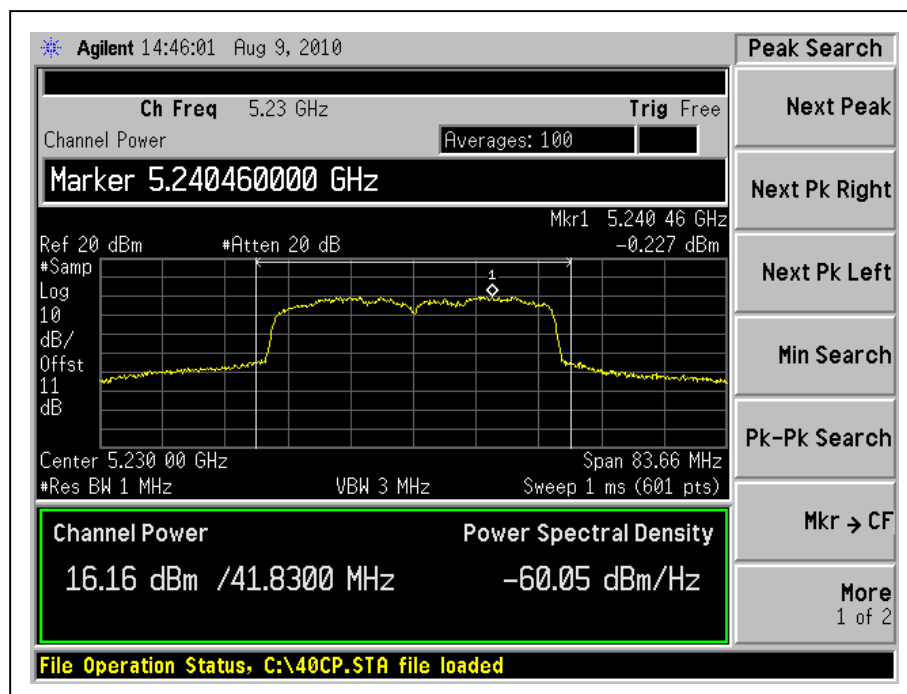 Agilent 14:46:01 Aug 9, 2010
Peak Search
Ch Freq 5.23 GHz Trig Free
Channel Power Averages: 100
Marker 5.240460000 GHz
Mkr1 5.240 46 GHz
Ref 20 dBm #Atten 20 dB -0.227 dBm
#Samp
Log
10
dB/
Offst
11
dB
1
Center 5.230 00 GHz Span 83.66 MHz
#Res BW 1 MHz VBW 3 MHz Sweep 1 ms (601 pts)
Channel Power Power Spectral Density
16.16 dBm /41.8300 MHz -60.05 dBm/Hz
File Operation Status, C:\40CP.STA file loaded
Next Peak
Next Pk Right
Next Pk Left
Min Search
Pk-Pk Search
Mkr → CF
More
1 of 2